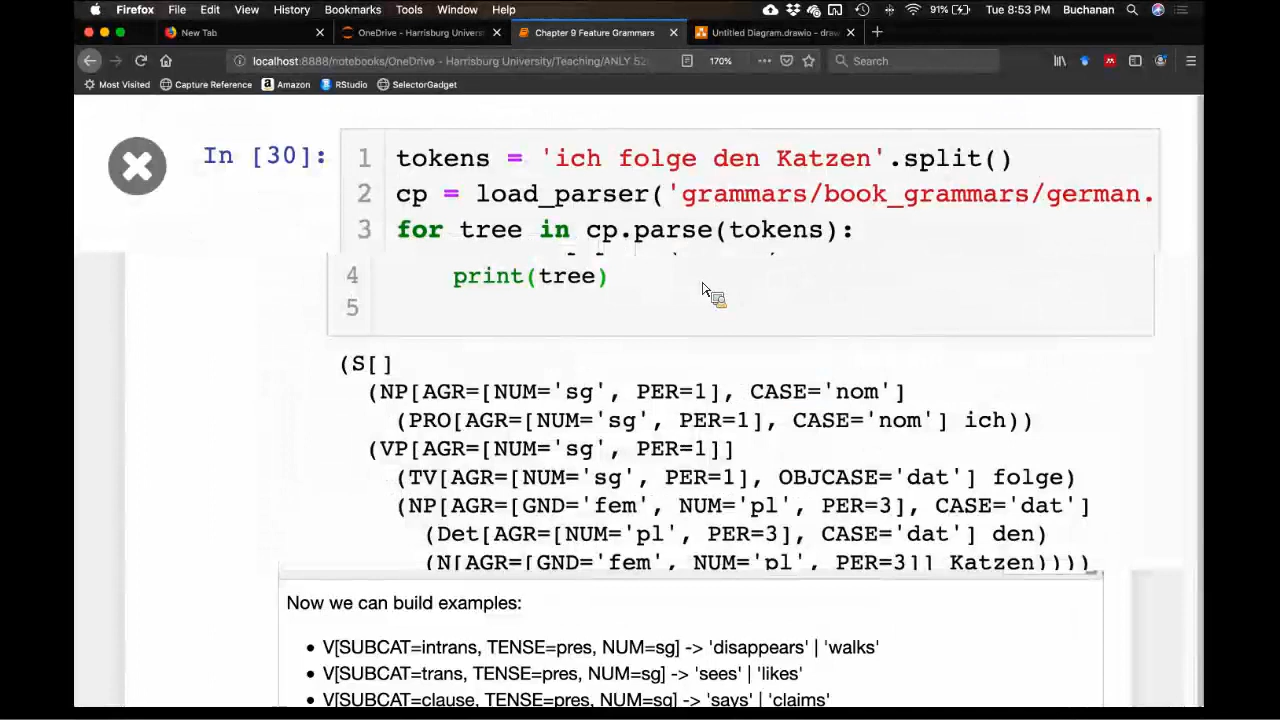 Firefox File Edit View History Bookmarks Tools Window Help 91% Tue 8:53 PM Buchanan
New Tab
OneDrive - Harrisburg Univers
Chapter 9 Feature Grammars
Untitled Diagram.drawio - draw
localhost:8888/notebooks/OneDrive - Harrisburg University/Teaching/ANLY 52 170% Search
Most Visited Capture Reference Amazon RStudio SelectorGadget
In [30]:
1 tokens = 'ich folge den Katzen'.split()
2 cp = load_parser('grammars/book_grammars/german.
3 for tree in cp.parse(tokens):
4 print(tree)
5
(S[]
(NP[AGR=[NUM='sg', PER=1], CASE='nom']
(PRO[AGR=[NUM='sg', PER=1], CASE='nom'] ich))
(VP[AGR=[NUM='sg', PER=1]]
(TV[AGR=[NUM='sg', PER=1], OBJCASE='dat'] folge)
(NP[AGR=[GND='fem', NUM='pl', PER=3], CASE='dat']
(Det[AGR=[NUM='pl', PER=3], CASE='dat'] den)
(N[AGR=[GND='fem', NUM='pl', PER=3]] Katzen))))
Now we can build examples:
• V[SUBCAT=intrans, TENSE=pres, NUM=sg] -> 'disappears' | 'walks'
• V[SUBCAT=trans, TENSE=pres, NUM=sg] -> 'sees' | 'likes'
• V[SUBCAT=clause, TENSE=pres, NUM=sg] -> 'says' | 'claims'